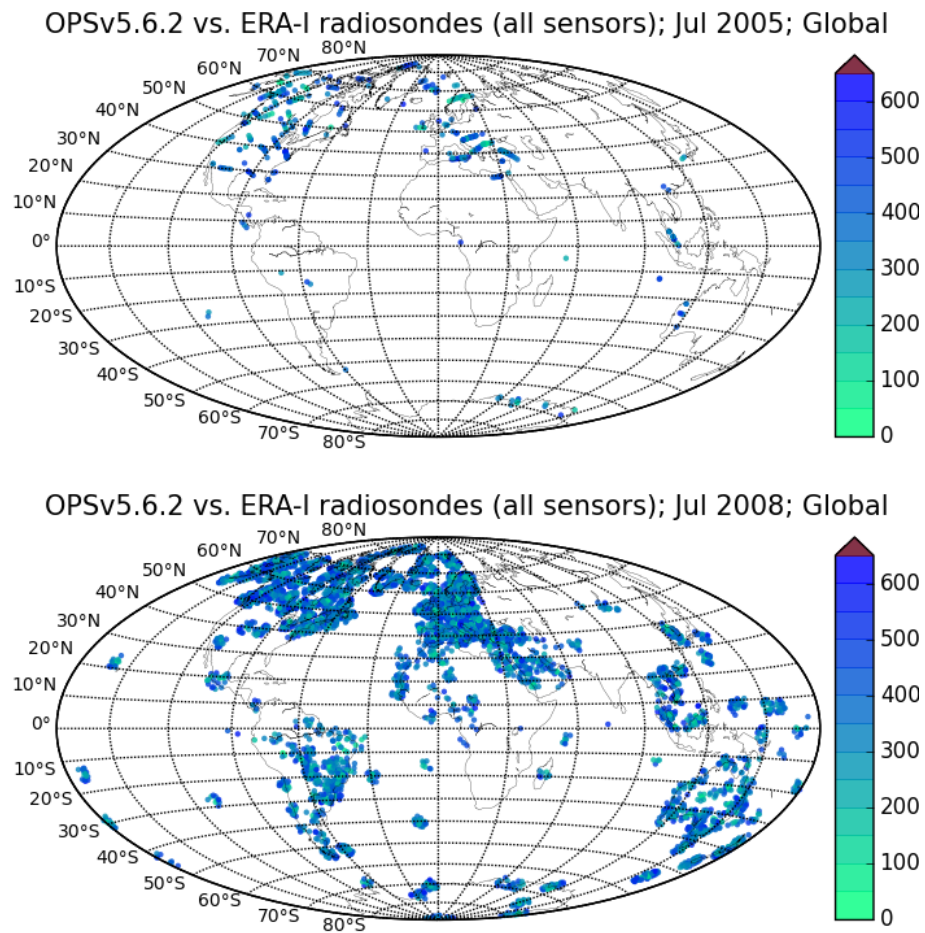 OPSv5.6.2 vs. ERA-I radiosondes (all sensors); Jul 2005; Global
80°N
70°N
60°N
50°N
40°N
30°N
20°N
10°N
0°
10°S
20°S
30°S
40°S
50°S
60°S
70°S
80°S
600
500
400
300
200
100
0
OPSv5.6.2 vs. ERA-I radiosondes (all sensors); Jul 2008; Global
80°N
70°N
60°N
50°N
40°N
30°N
20°N
10°N
0°
10°S
20°S
30°S
40°S
50°S
60°S
70°S
80°S
600
500
400
300
200
100
0